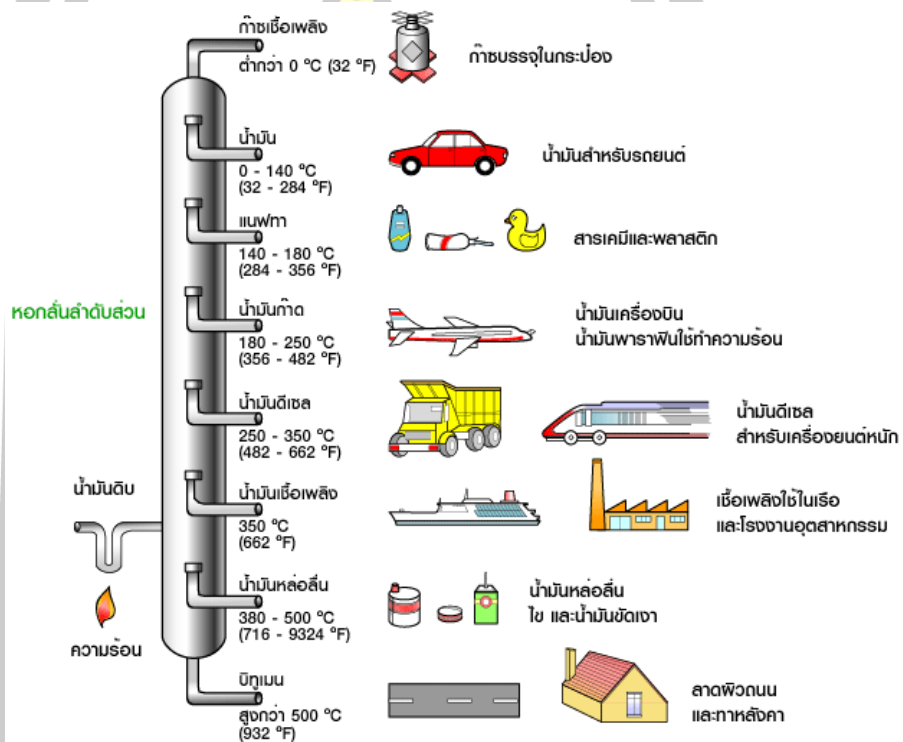 ก๊าซเชื้อเพลิง
ต่ำกว่า 0 °C (32 °F)
ก๊าซบรรจุในกระป๋อง
น้ำมัน
0 - 140 °C
(32 - 284 °F)
น้ำมันสำหรับรถยนต์
แนฟทา
140 - 180 °C
(284 - 356 °F)
สารเคมีและพลาสติก
หอกลั่นลำดับส่วน
น้ำมันก๊าด
180 - 250 °C
(356 - 482 °F)
น้ำมันเครื่องบิน
น้ำมันพาราฟินใช้ทำความร้อน
น้ำมันดีเซล
250 - 350 °C
(482 - 662 °F)
น้ำมันดีเซล
สำหรับเครื่องยนต์หนัก
น้ำมันดิบ
น้ำมันเชื้อเพลิง
350 °C
(662 °F)
เชื้อเพลิงใช้ในเรือ
และโรงงานอุตสาหกรรม
ความร้อน
น้ำมันหล่อลื่น
380 - 500 °C
(716 - 9324 °F)
น้ำมันหล่อลื่น
ไข และน้ำมันขัดเงา
บิทูเมน
สูงกว่า 500 °C
(932 °F)
ลาดผิวถนน
และทาหลังคา